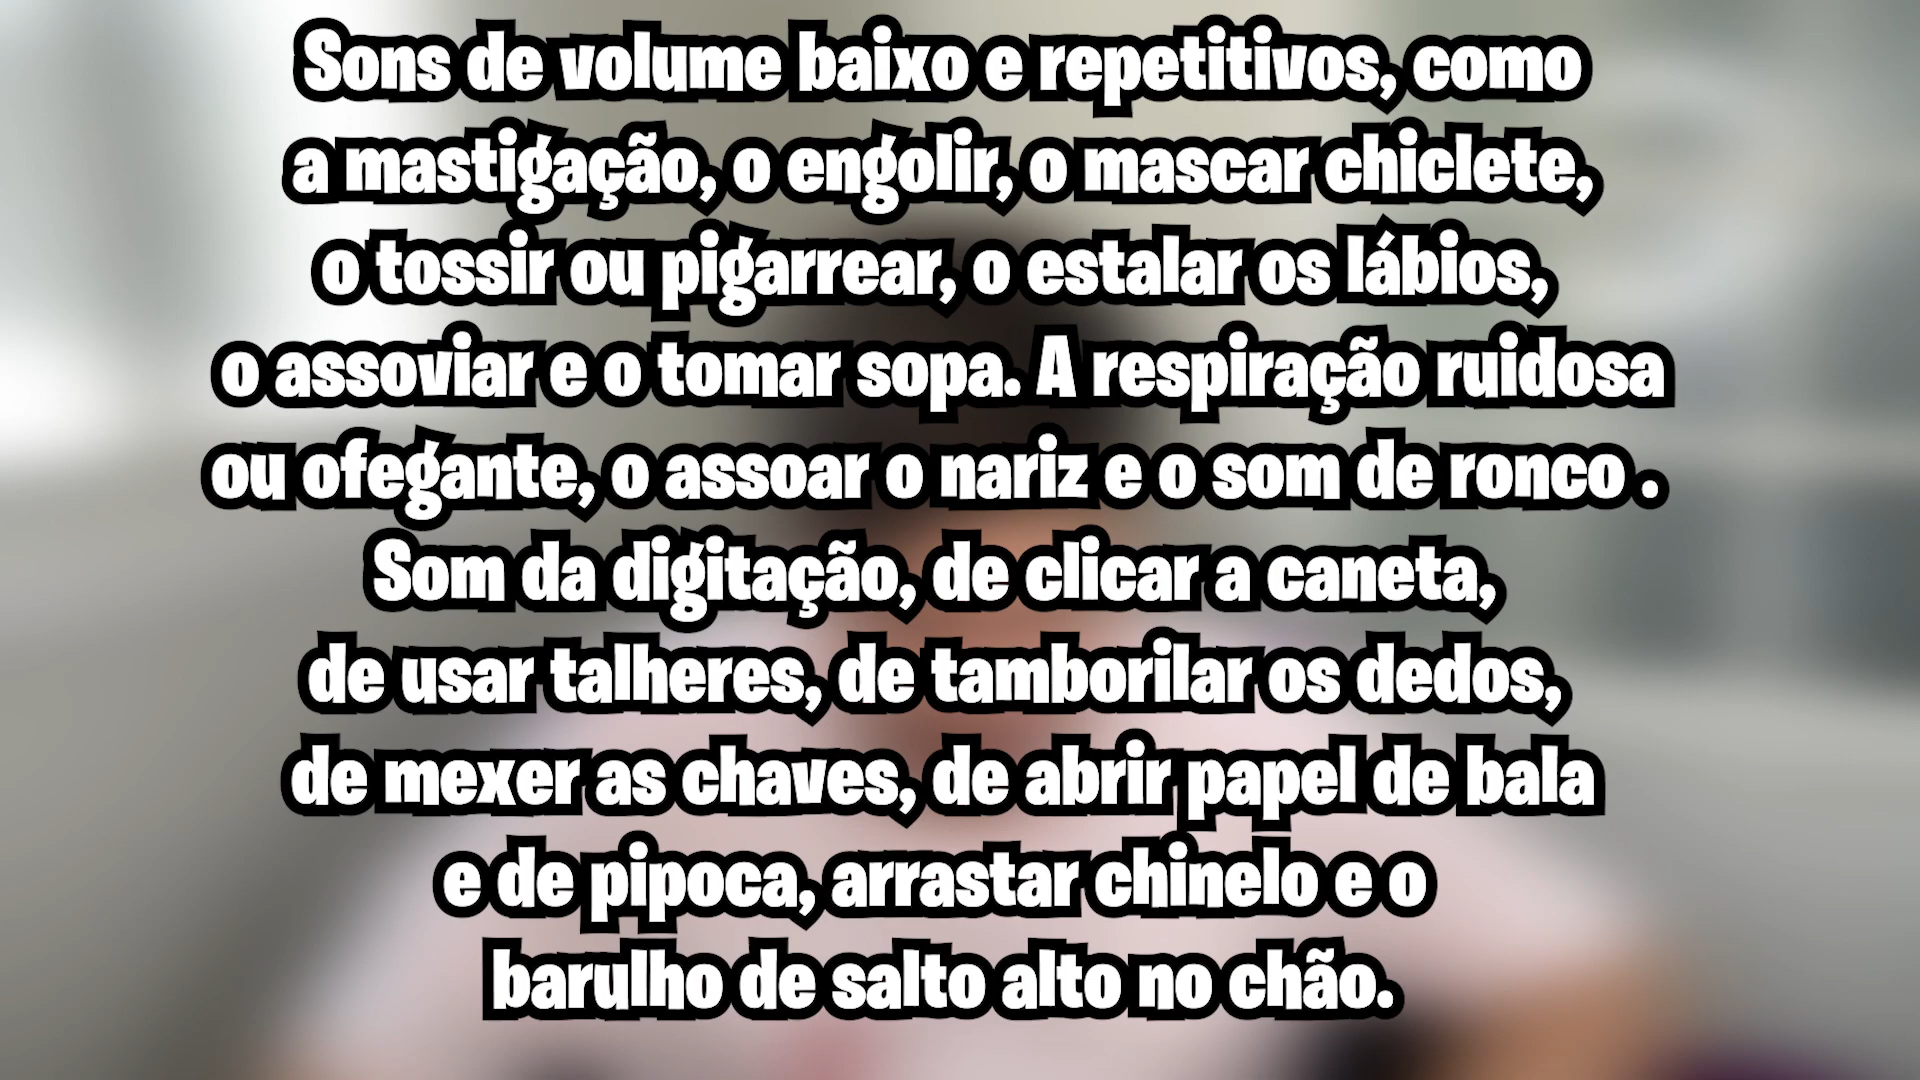 Sons de volume baixo e repetitivos, como
a mastigação, o engolir, o mascar chiclete,
o tossir ou pigarrear, o estalar os lábios,
o assoviar e o tomar sopa. A respiração ruidosa
ou ofegante, o assoar o nariz e o som de ronco .
Som da digitação, de clicar a caneta,
de usar talheres, de tamborilar os dedos,
de mexer as chaves, de abrir papel de bala
e de pipoca, arrastar chinelo e o
barulho de salto alto no chão.